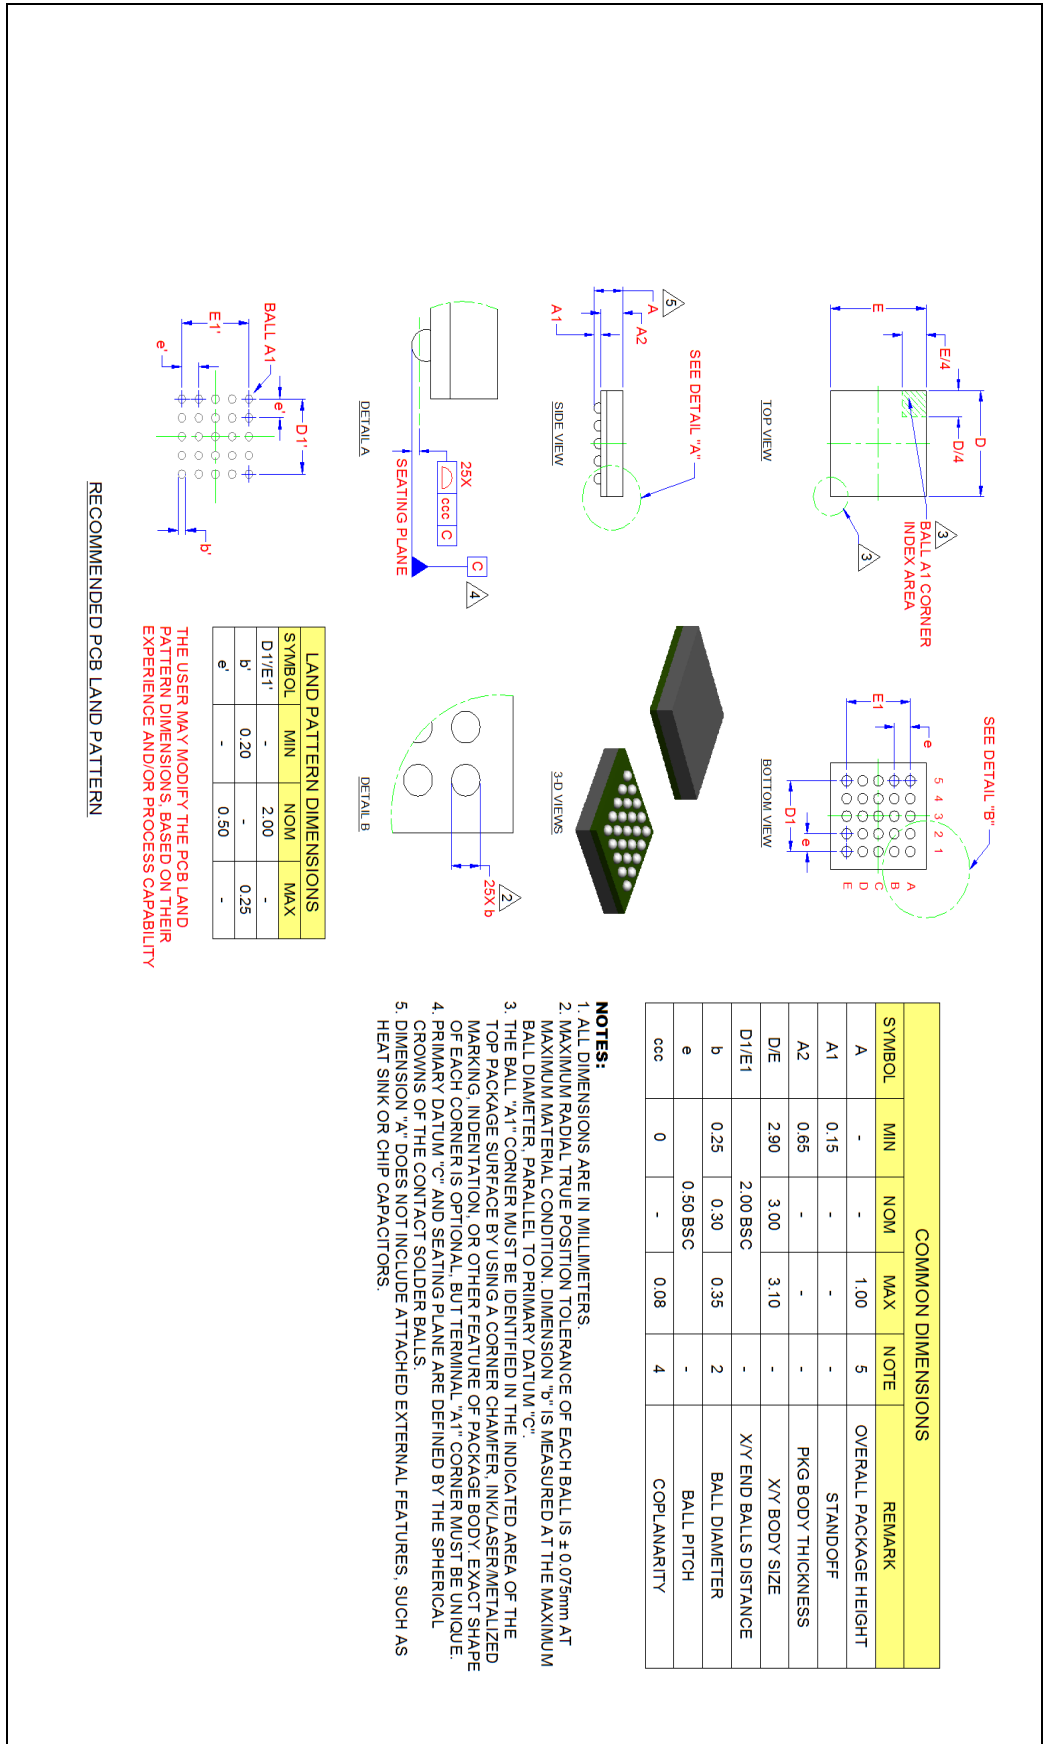 E
E/4
D
D/4
3
BALL A1 CORNER
INDEX AREA
3
TOP VIEW
SEE DETAIL "B"
E1
e
5 4 3 2 1
A
B
C
D
E
D1
e
BOTTOM VIEW
5
A
A2
A1
SEE DETAIL "A"
SIDE VIEW
3-D VIEWS
25X
ccc C
C
4
SEATING PLANE
DETAIL A
2
25X b
DETAIL B
BALL A1
E1'
e'
e'
D1'
b'
LAND PATTERN DIMENSIONS
SYMBOL MIN NOM MAX
D1'/E1' - 2.00 -
b' 0.20 - 0.25
e' - 0.50 -
THE USER MAY MODIFY THE PCB LAND
PATTERN DIMENSIONS, BASED ON THEIR
EXPERIENCE AND/OR PROCESS CAPABILITY
RECOMMENDED PCB LAND PATTERN
COMMON DIMENSIONS
SYMBOL MIN NOM MAX NOTE REMARK
A - - 1.00 5 OVERALL PACKAGE HEIGHT
A1 0.15 - - - STANDOFF
A2 0.65 - - - PKG BODY THICKNESS
D/E 2.90 3.00 3.10 - X/Y BODY SIZE
D1/E1 2.00 BSC - X/Y END BALLS DISTANCE
b 0.25 0.30 0.35 2 BALL DIAMETER
e 0.50 BSC - BALL PITCH
ccc 0 - 0.08 4 COPLANARITY
NOTES:
1. ALL DIMENSIONS ARE IN MILLIMETERS.
2. MAXIMUM RADIAL TRUE POSITION TOLERANCE OF EACH BALL IS ± 0.075mm AT
MAXIMUM MATERIAL CONDITION. DIMENSION "b" IS MEASURED AT THE MAXIMUM
BALL DIAMETER, PARALLEL TO PRIMARY DATUM "C".
3. THE BALL "A1" CORNER MUST BE IDENTIFIED IN THE INDICATED AREA OF THE
TOP PACKAGE SURFACE BY USING A CORNER CHAMFER, INK/LASER/METALIZED
MARKING, INDENTATION, OR OTHER FEATURE OF PACKAGE BODY. EXACT SHAPE
OF EACH CORNER IS OPTIONAL, BUT TERMINAL "A1" CORNER MUST BE UNIQUE.
4. PRIMARY DATUM "C" AND SEATING PLANE ARE DEFINED BY THE SPHERICAL
CROWNS OF THE CONTACT SOLDER BALLS.
5. DIMENSION "A" DOES NOT INCLUDE ATTACHED EXTERNAL FEATURES, SUCH AS
HEAT SINK OR CHIP CAPACITORS.